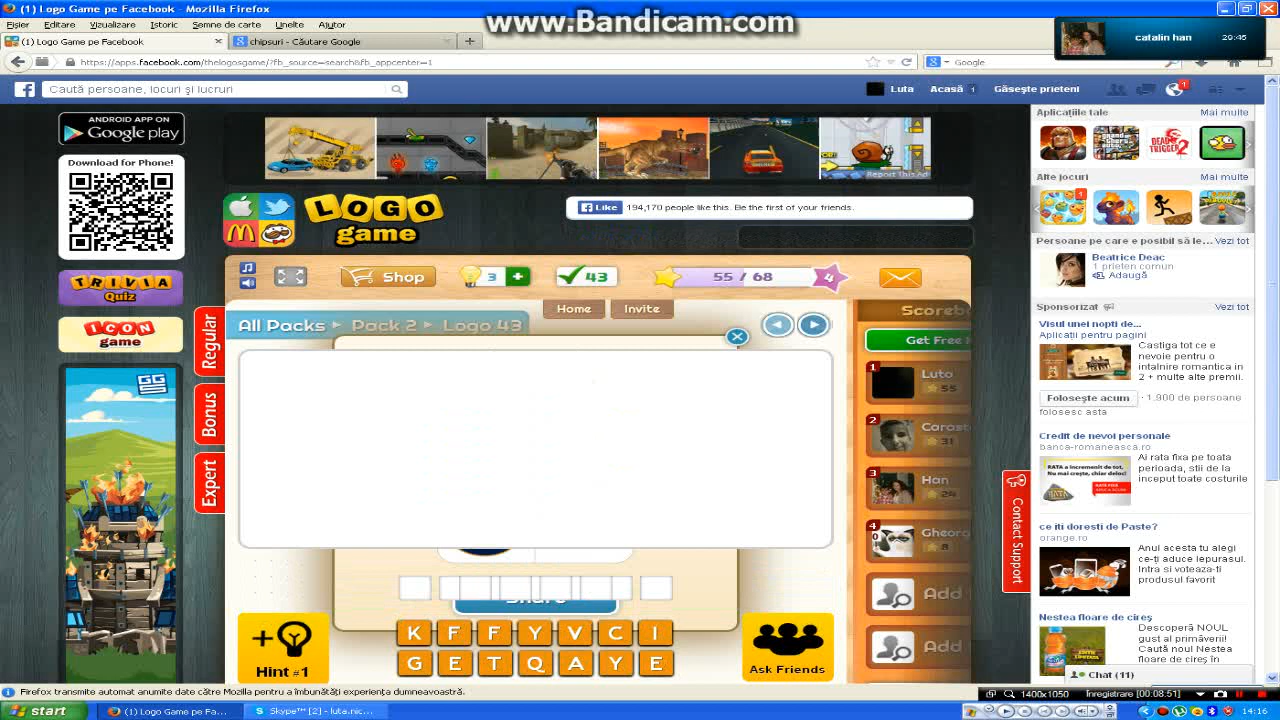 (1) Logo Game pe Facebook - Mozilla Firefox
www.Bandicam.com
Fișier Editare Vizualizare Istoric Semne de carte Unelte Ajutor
(1) Logo Game pe Facebook
chipsuri - Căutare Google
catalin han 20:45
https://apps.facebook.com/thelogosgame/?fb_source=search&fb_appcenter=1
Google
Caută persoane, locuri și lucruri
Luta Acasă 1 Găsește prieteni
1
ANDROID APP ON
Google play
Download for Phone!
TRIVIA
Quiz
ICON
game
Report This Ad
LOGO
game
Like 194,170 people like this. Be the first of your friends.
Shop
3
43
55 / 68
4
Home Invite
All Packs Pack 2 Logo 43
Regular
Bonus
Expert
Get Free
1 Luta
55
2
31
3 Han
24
4 Gheorg
8
Add
Add
Share
K F F Y V C I
G E T Q A Y E
Hint #1
Ask Friends
Contact Support
Aplicațiile tale Mai multe
Alte jocuri Mai multe
1
Persoane pe care e posibil să le... Vezi tot
Beatrice Deac
1 prieten comun
Adaugă
Sponsorizat Vezi tot
Visul unei nopti de...
Aplicații pentru pagini
Castiga tot ce e
nevoie pentru o
intalnire romantica in
2 + multe alte premii.
Folosește acum · 1.900 de persoane
folosesc asta
Credit de nevoi personale
banca-romaneasca.ro
Ai rata fixa pe toata
perioada, stii de la
inceput toate costurile
ce iti doresti de Paste?
orange.ro
Anul acesta tu alegi
ce-ți aduce iepurasul.
Intra si voteaza-ti
produsul favorit
Nestea floare de cireș
Descoperă NOUL
gust al primăverii!
Caută noul Nestea
floare de cireș în
Chat (11)
Firefox transmite automat anumite date către Mozilla pentru a îmbunătăți experiența dumneavoastră.
1400x1050 Înregistrare [00:08:51]
start
(1) Logo Game pe Fa...
Skype™ [2] - luta.nic...
14:16